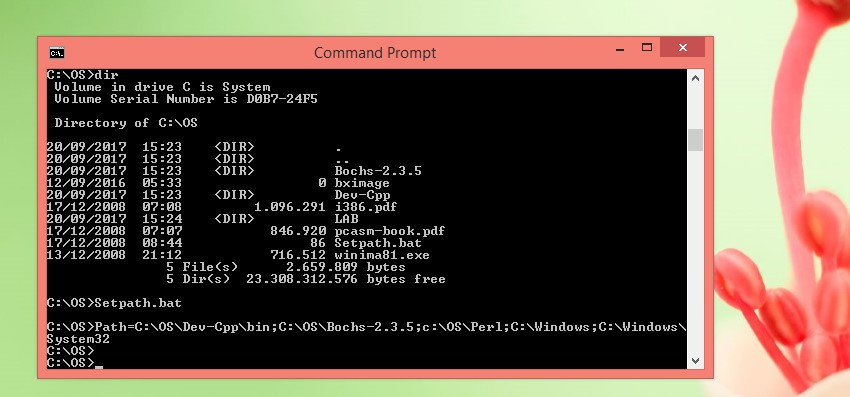 Command Prompt
C:\OS>dir
Volume in drive C is System
Volume Serial Number is D0B7-24F5
Directory of C:\OS
20/09/2017  15:23    <DIR>          .
20/09/2017  15:23    <DIR>          ..
20/09/2017  15:23    <DIR>          Bochs-2.3.5
12/09/2016  05:33                 0 bximage
20/09/2017  15:23    <DIR>          Dev-Cpp
17/12/2008  07:08         1.096.291 i386.pdf
20/09/2017  15:24    <DIR>          LAB
17/12/2008  07:07           846.920 pcasm-book.pdf
17/12/2008  08:44                86 Setpath.bat
13/12/2008  21:12           716.512 winima81.exe
5 File(s)      2.659.809 bytes
5 Dir(s)  23.308.312.576 bytes free
C:\OS>Setpath.bat
C:\OS>Path=C:\OS\Dev-Cpp\bin;C:\OS\Bochs-2.3.5;c:\OS\Perl;C:\Windows;C:\Windows\
System32
C:\OS>
C:\OS>_